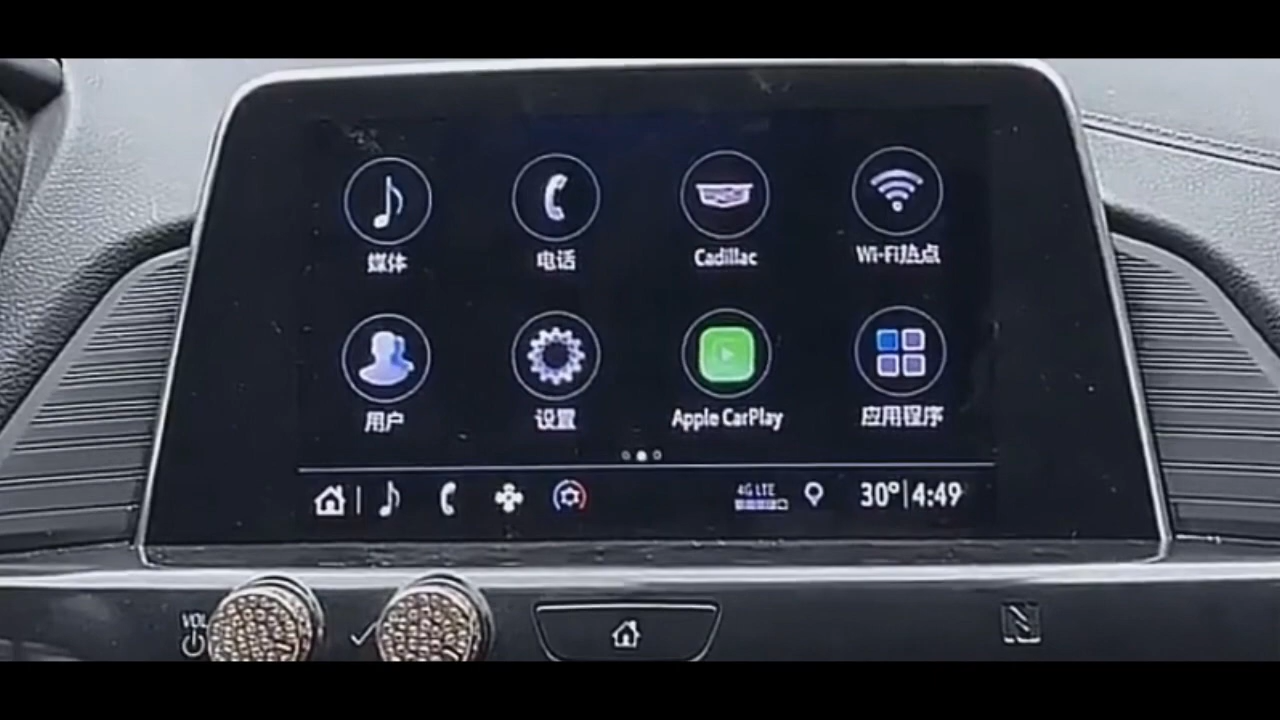 媒体
电话
Cadillac
Wi-Fi热点
用户
设置
Apple CarPlay
应用程序
4G LTE
30° 4:49
VOL